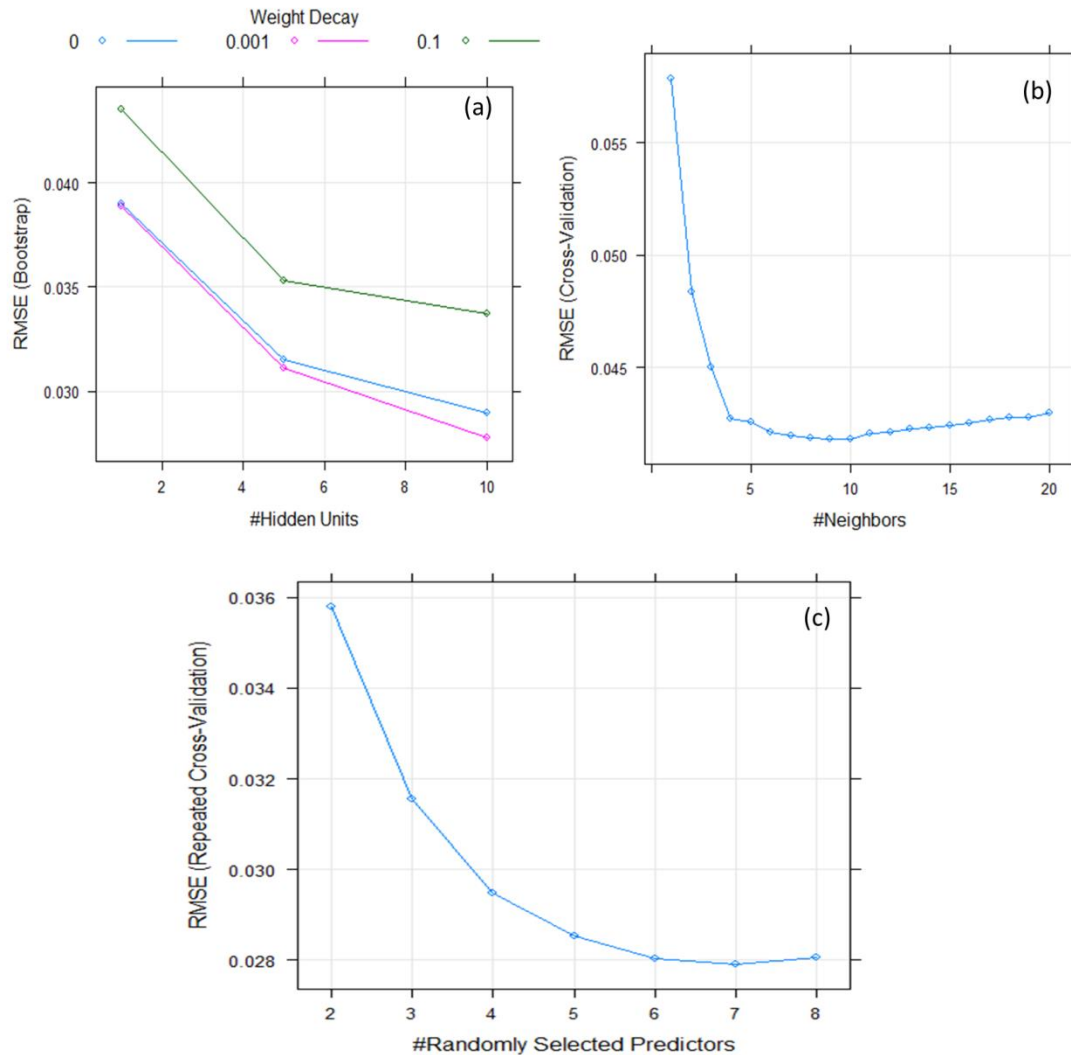 Weight Decay
0 0.001 0.1
(a)
RMSE (Bootstrap)
0.040
0.035
0.030
2 4 6 8 10
#Hidden Units
(b)
RMSE (Cross-Validation)
0.055
0.050
0.045
5 10 15 20
#Neighbors
(c)
RMSE (Repeated Cross-Validation)
0.036
0.034
0.032
0.030
0.028
2 3 4 5 6 7 8
#Randomly Selected Predictors